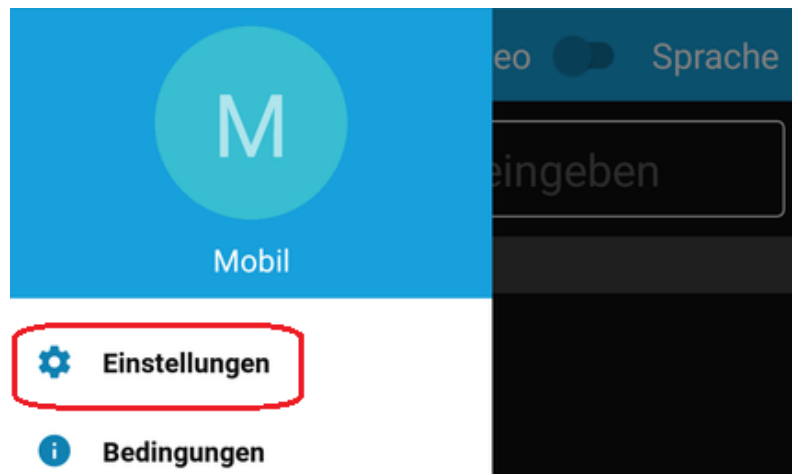 M
eo Sprache
eingeben
Mobil
Einstellungen
Bedingungen